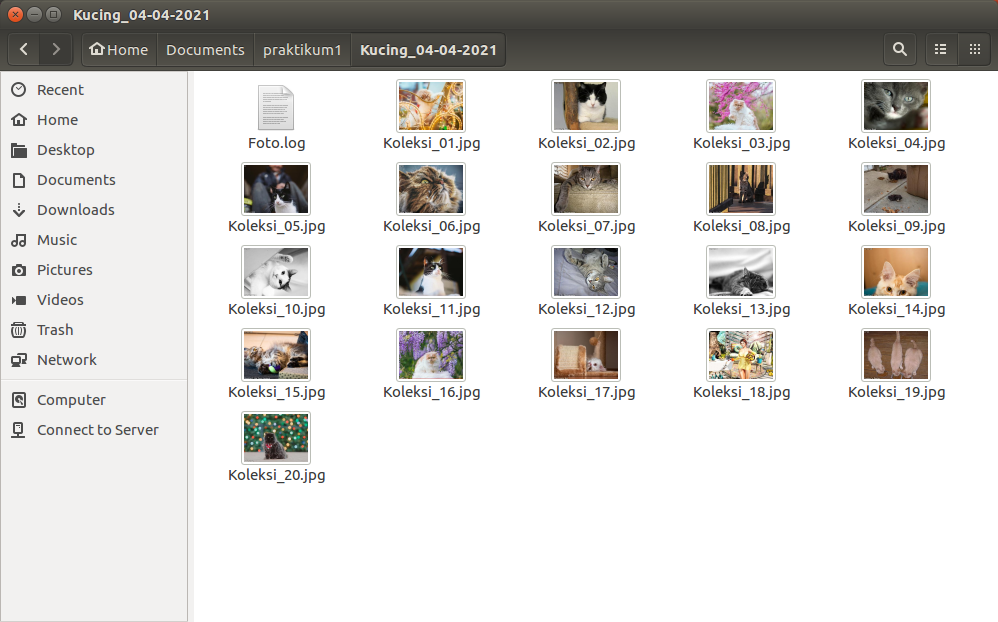 Kucing_04-04-2021
Home Documents praktikum1 Kucing_04-04-2021
Recent
Home
Desktop
Documents
Downloads
Music
Pictures
Videos
Trash
Network
Computer
Connect to Server
Foto.log Koleksi_01.jpg Koleksi_02.jpg Koleksi_03.jpg Koleksi_04.jpg
Koleksi_05.jpg Koleksi_06.jpg Koleksi_07.jpg Koleksi_08.jpg Koleksi_09.jpg
Koleksi_10.jpg Koleksi_11.jpg Koleksi_12.jpg Koleksi_13.jpg Koleksi_14.jpg
Koleksi_15.jpg Koleksi_16.jpg Koleksi_17.jpg Koleksi_18.jpg Koleksi_19.jpg
Koleksi_20.jpg